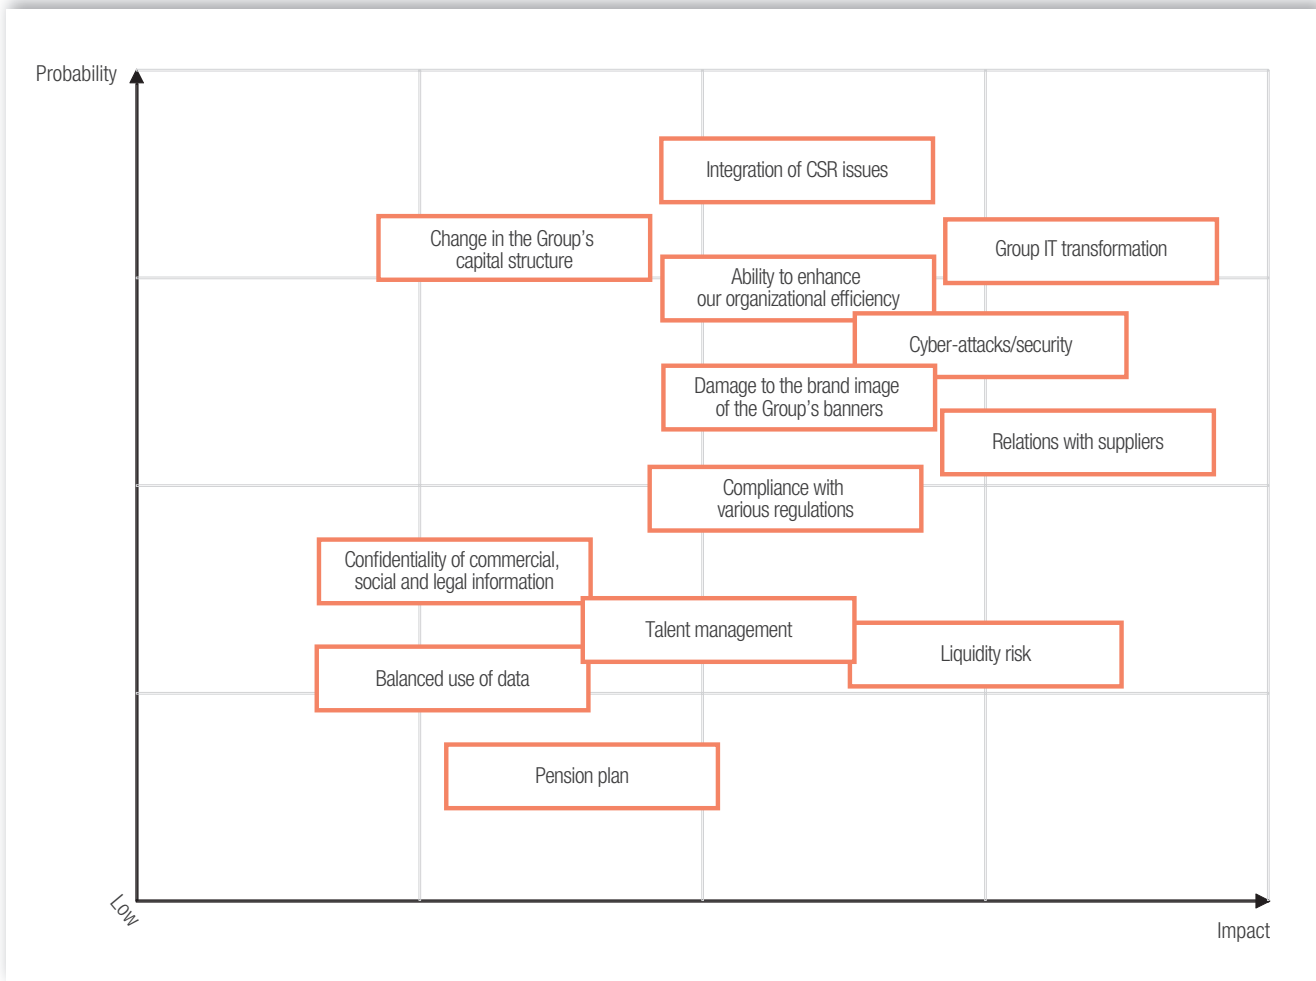 Probability
Integration of CSR issues
Change in the Group's
capital structure
Group IT transformation
Ability to enhance
our organizational efficiency
Cyber-attacks/security
Damage to the brand image
of the Group's banners
Relations with suppliers
Compliance with
various regulations
Confidentiality of commercial,
social and legal information
Talent management
Liquidity risk
Balanced use of data
Pension plan
Low
Impact